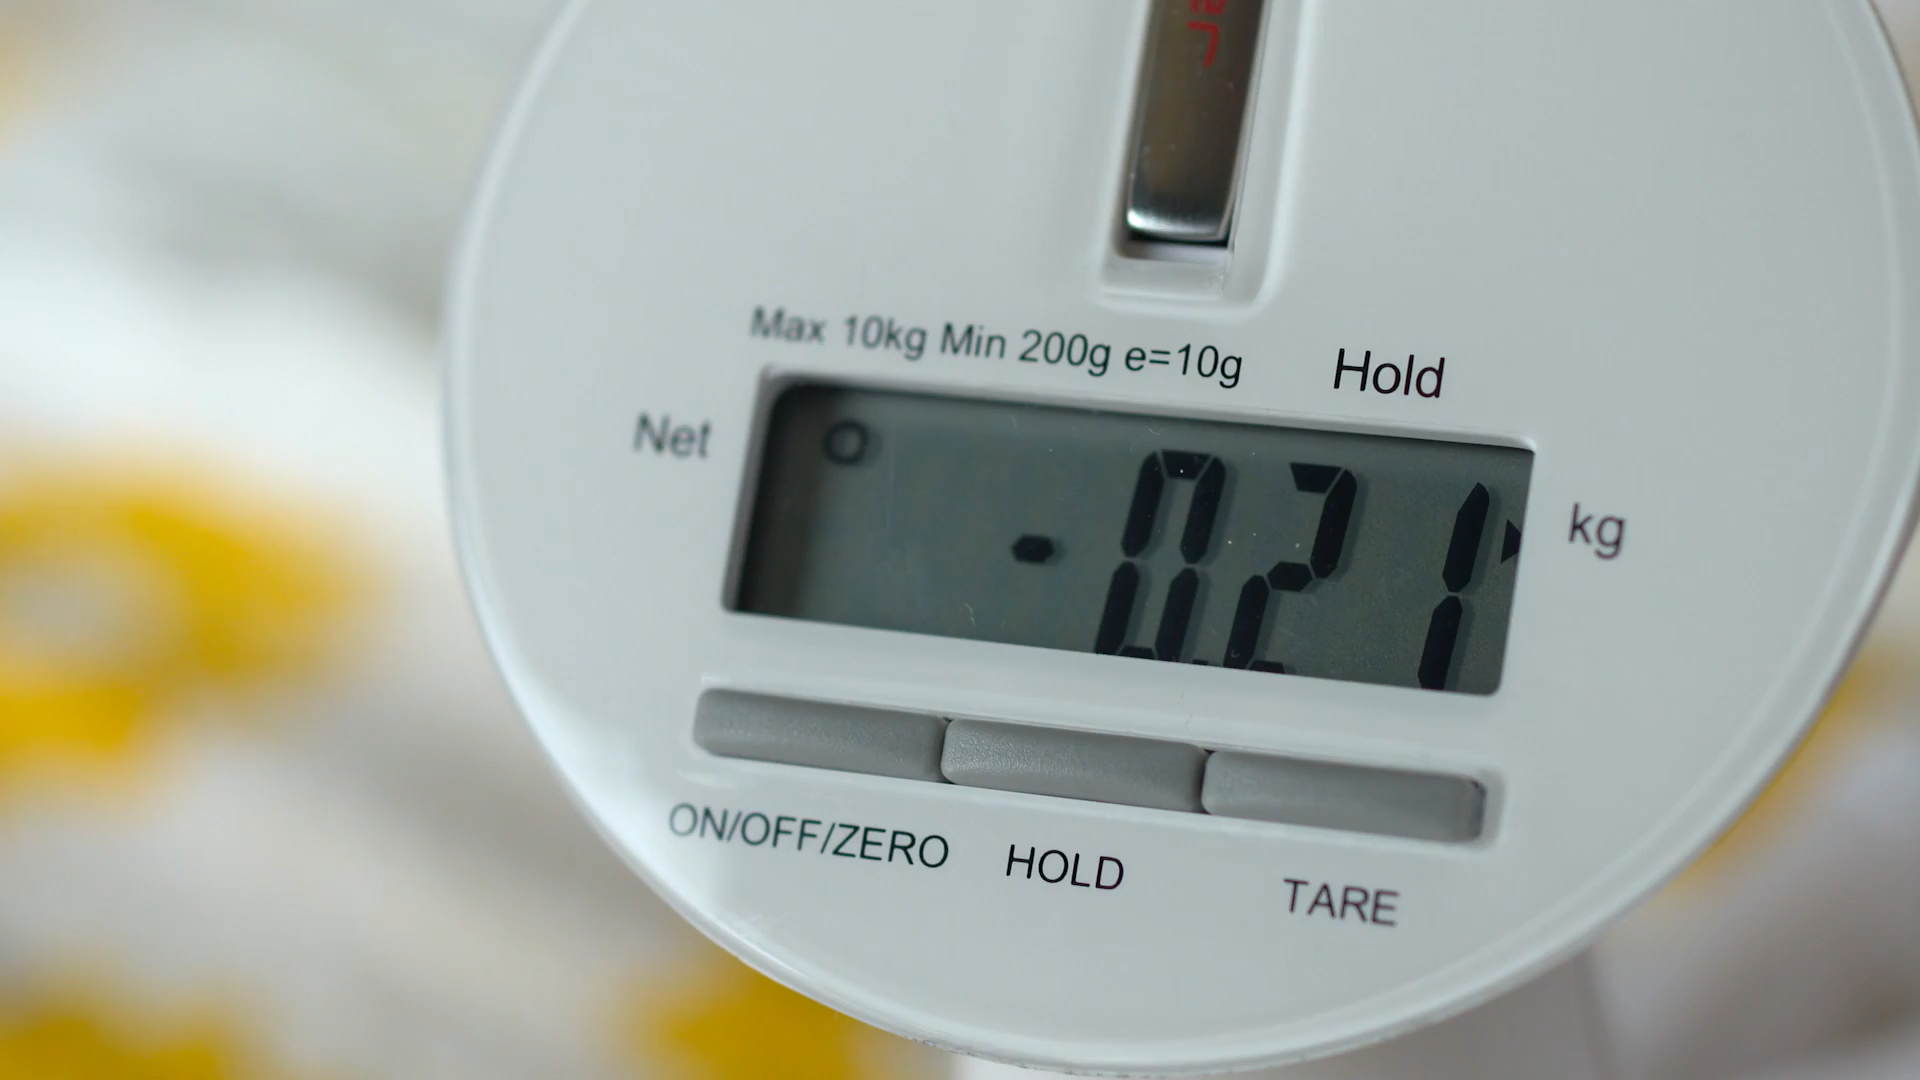 Max 10kg Min 200g e=10g
Hold
Net
-0.21
kg
ON/OFF/ZERO
HOLD
TARE